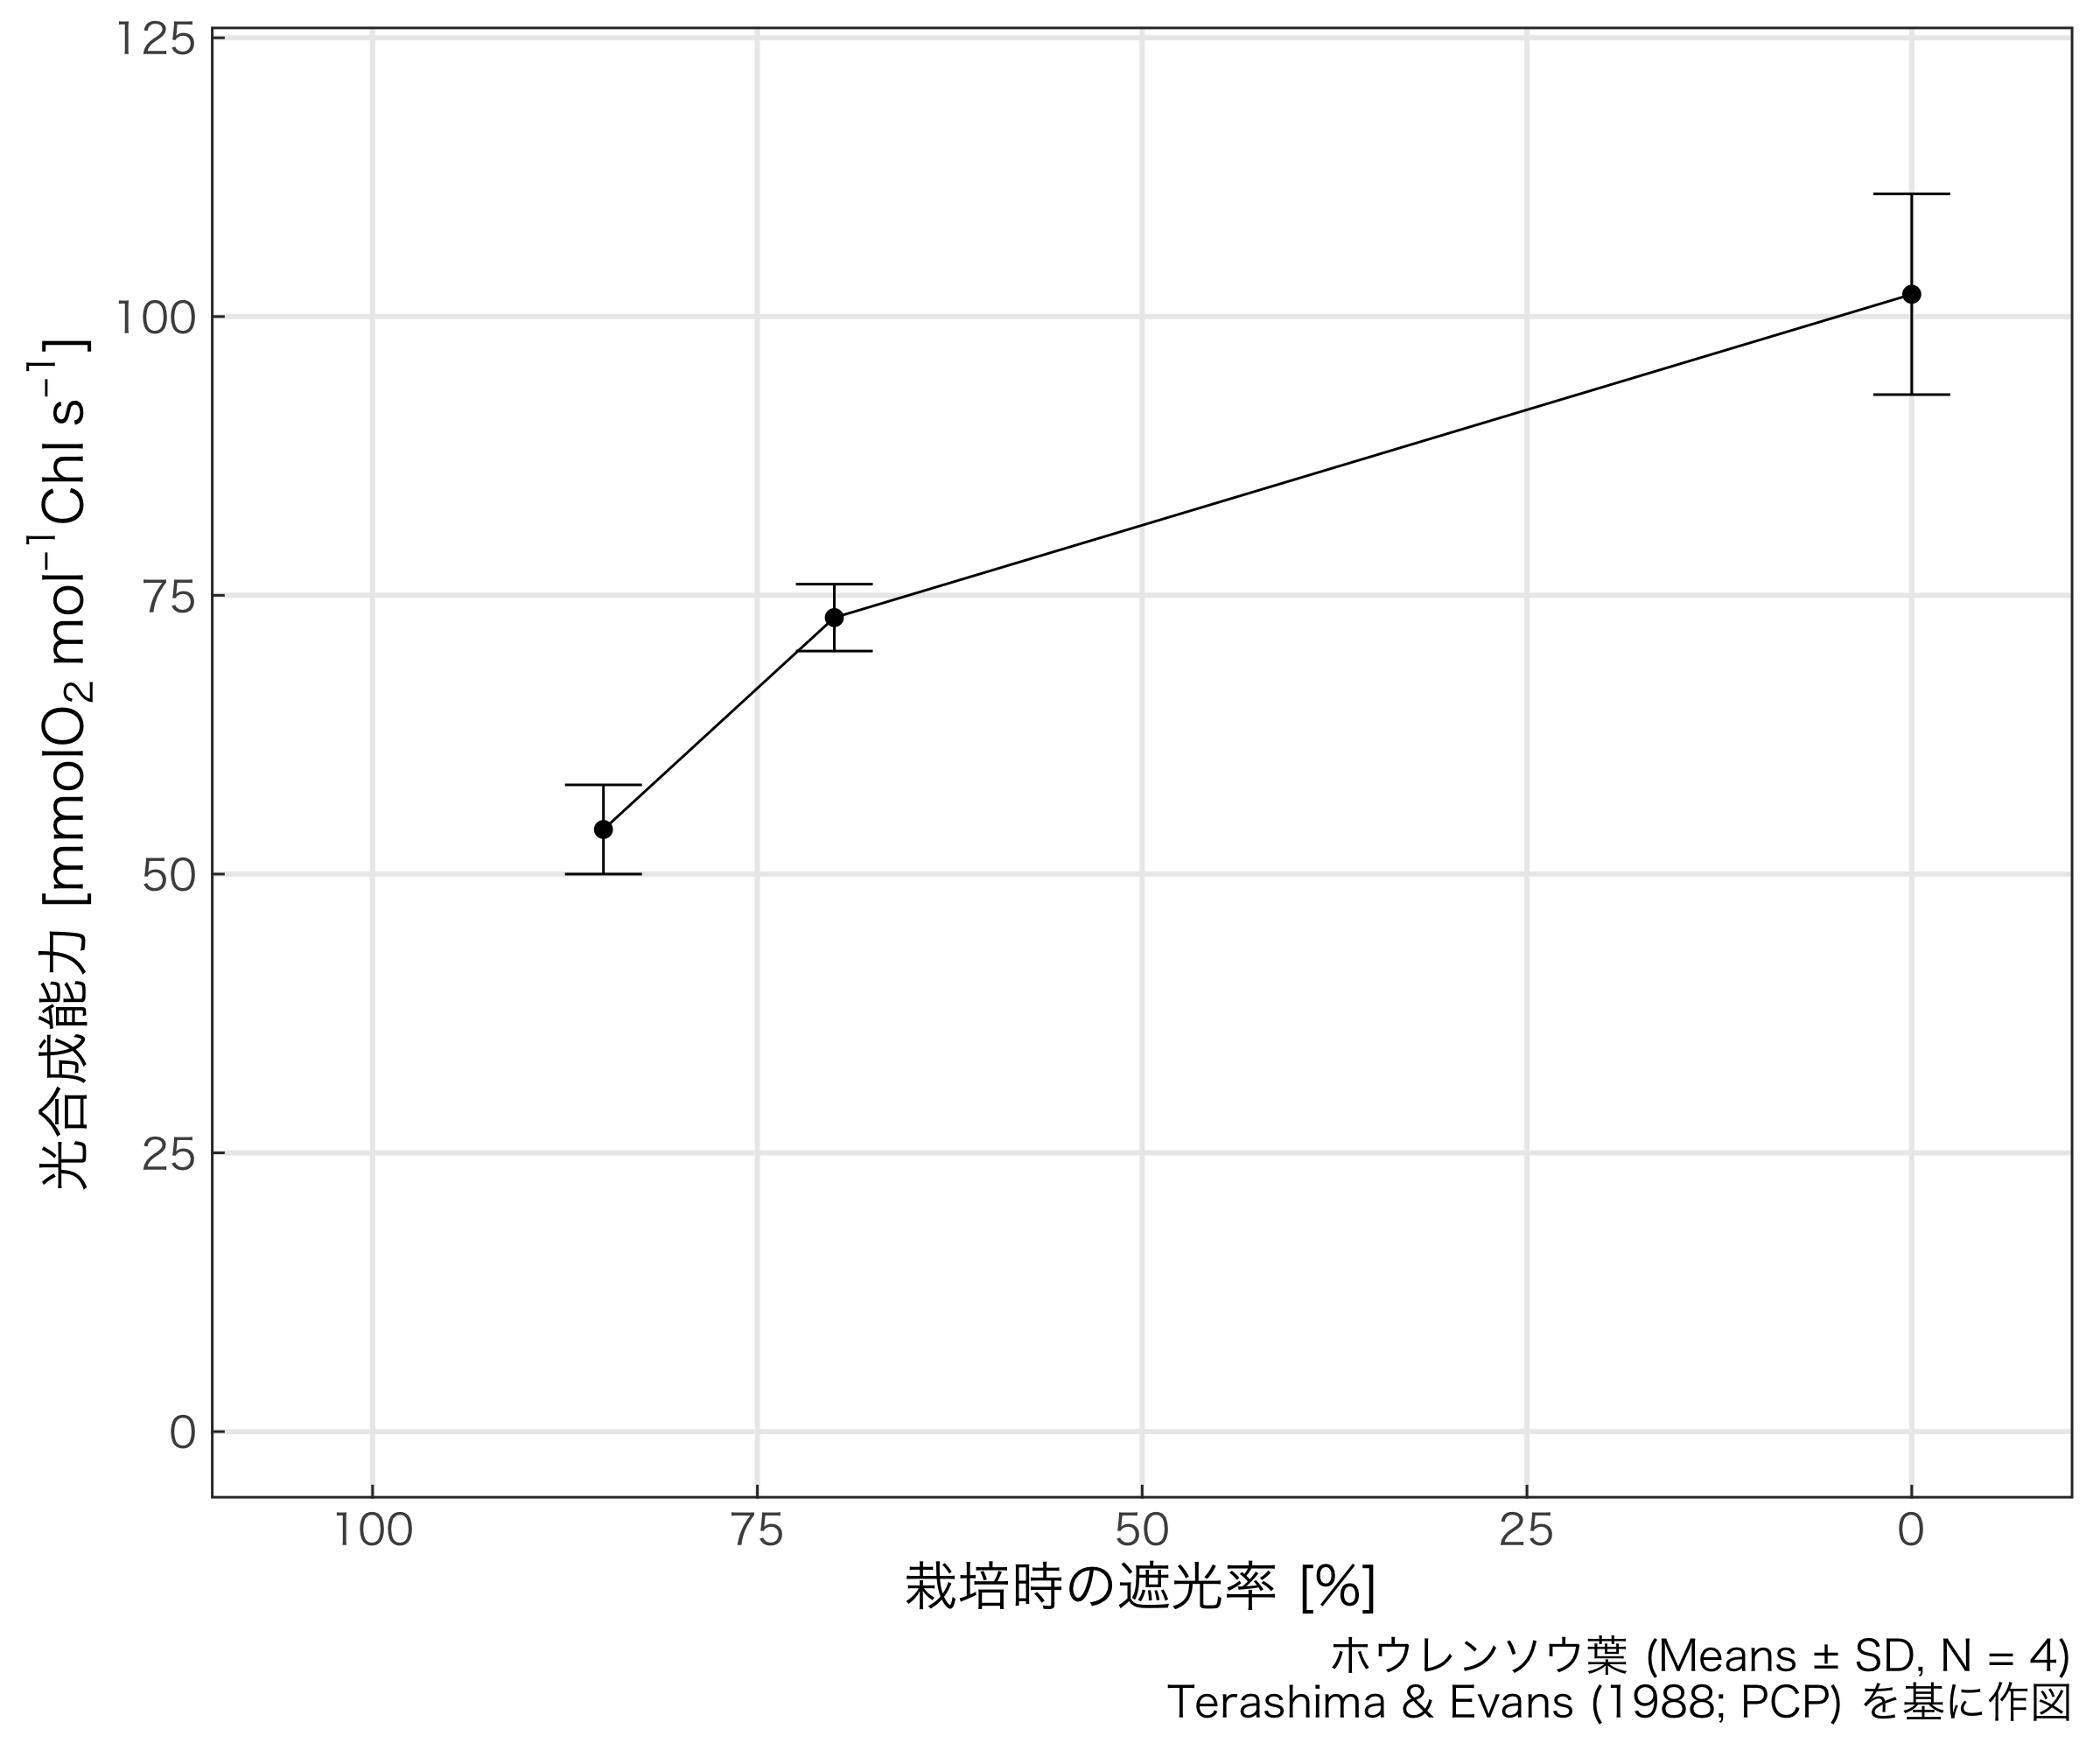 125
100
75
50
25
0
光合成能力 [mmolO₂ mol⁻¹ Chl s⁻¹]
100 75 50 25 0
栽培時の遮光率 [%]
ホウレンソウ葉 (Means ± SD, N = 4)
Terashima & Evans (1988; PCP) を基に作図